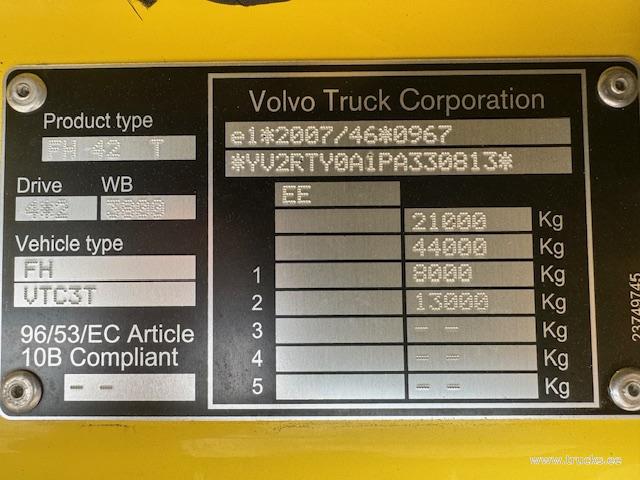 Product type
FH 42 T
Drive WB
4*2 3800
Vehicle type
FH
VTC3T
96/53/EC Article
10B Compliant
-- --
Volvo Truck Corporation
e1*2007/46*0967
*YV2RTY0A1PA330813*
EE
21000 Kg
44000 Kg
1 8000 Kg
2 13000 Kg
3 -- -- Kg
4 -- -- Kg
5 -- -- Kg
23749745
www.trucks.ee